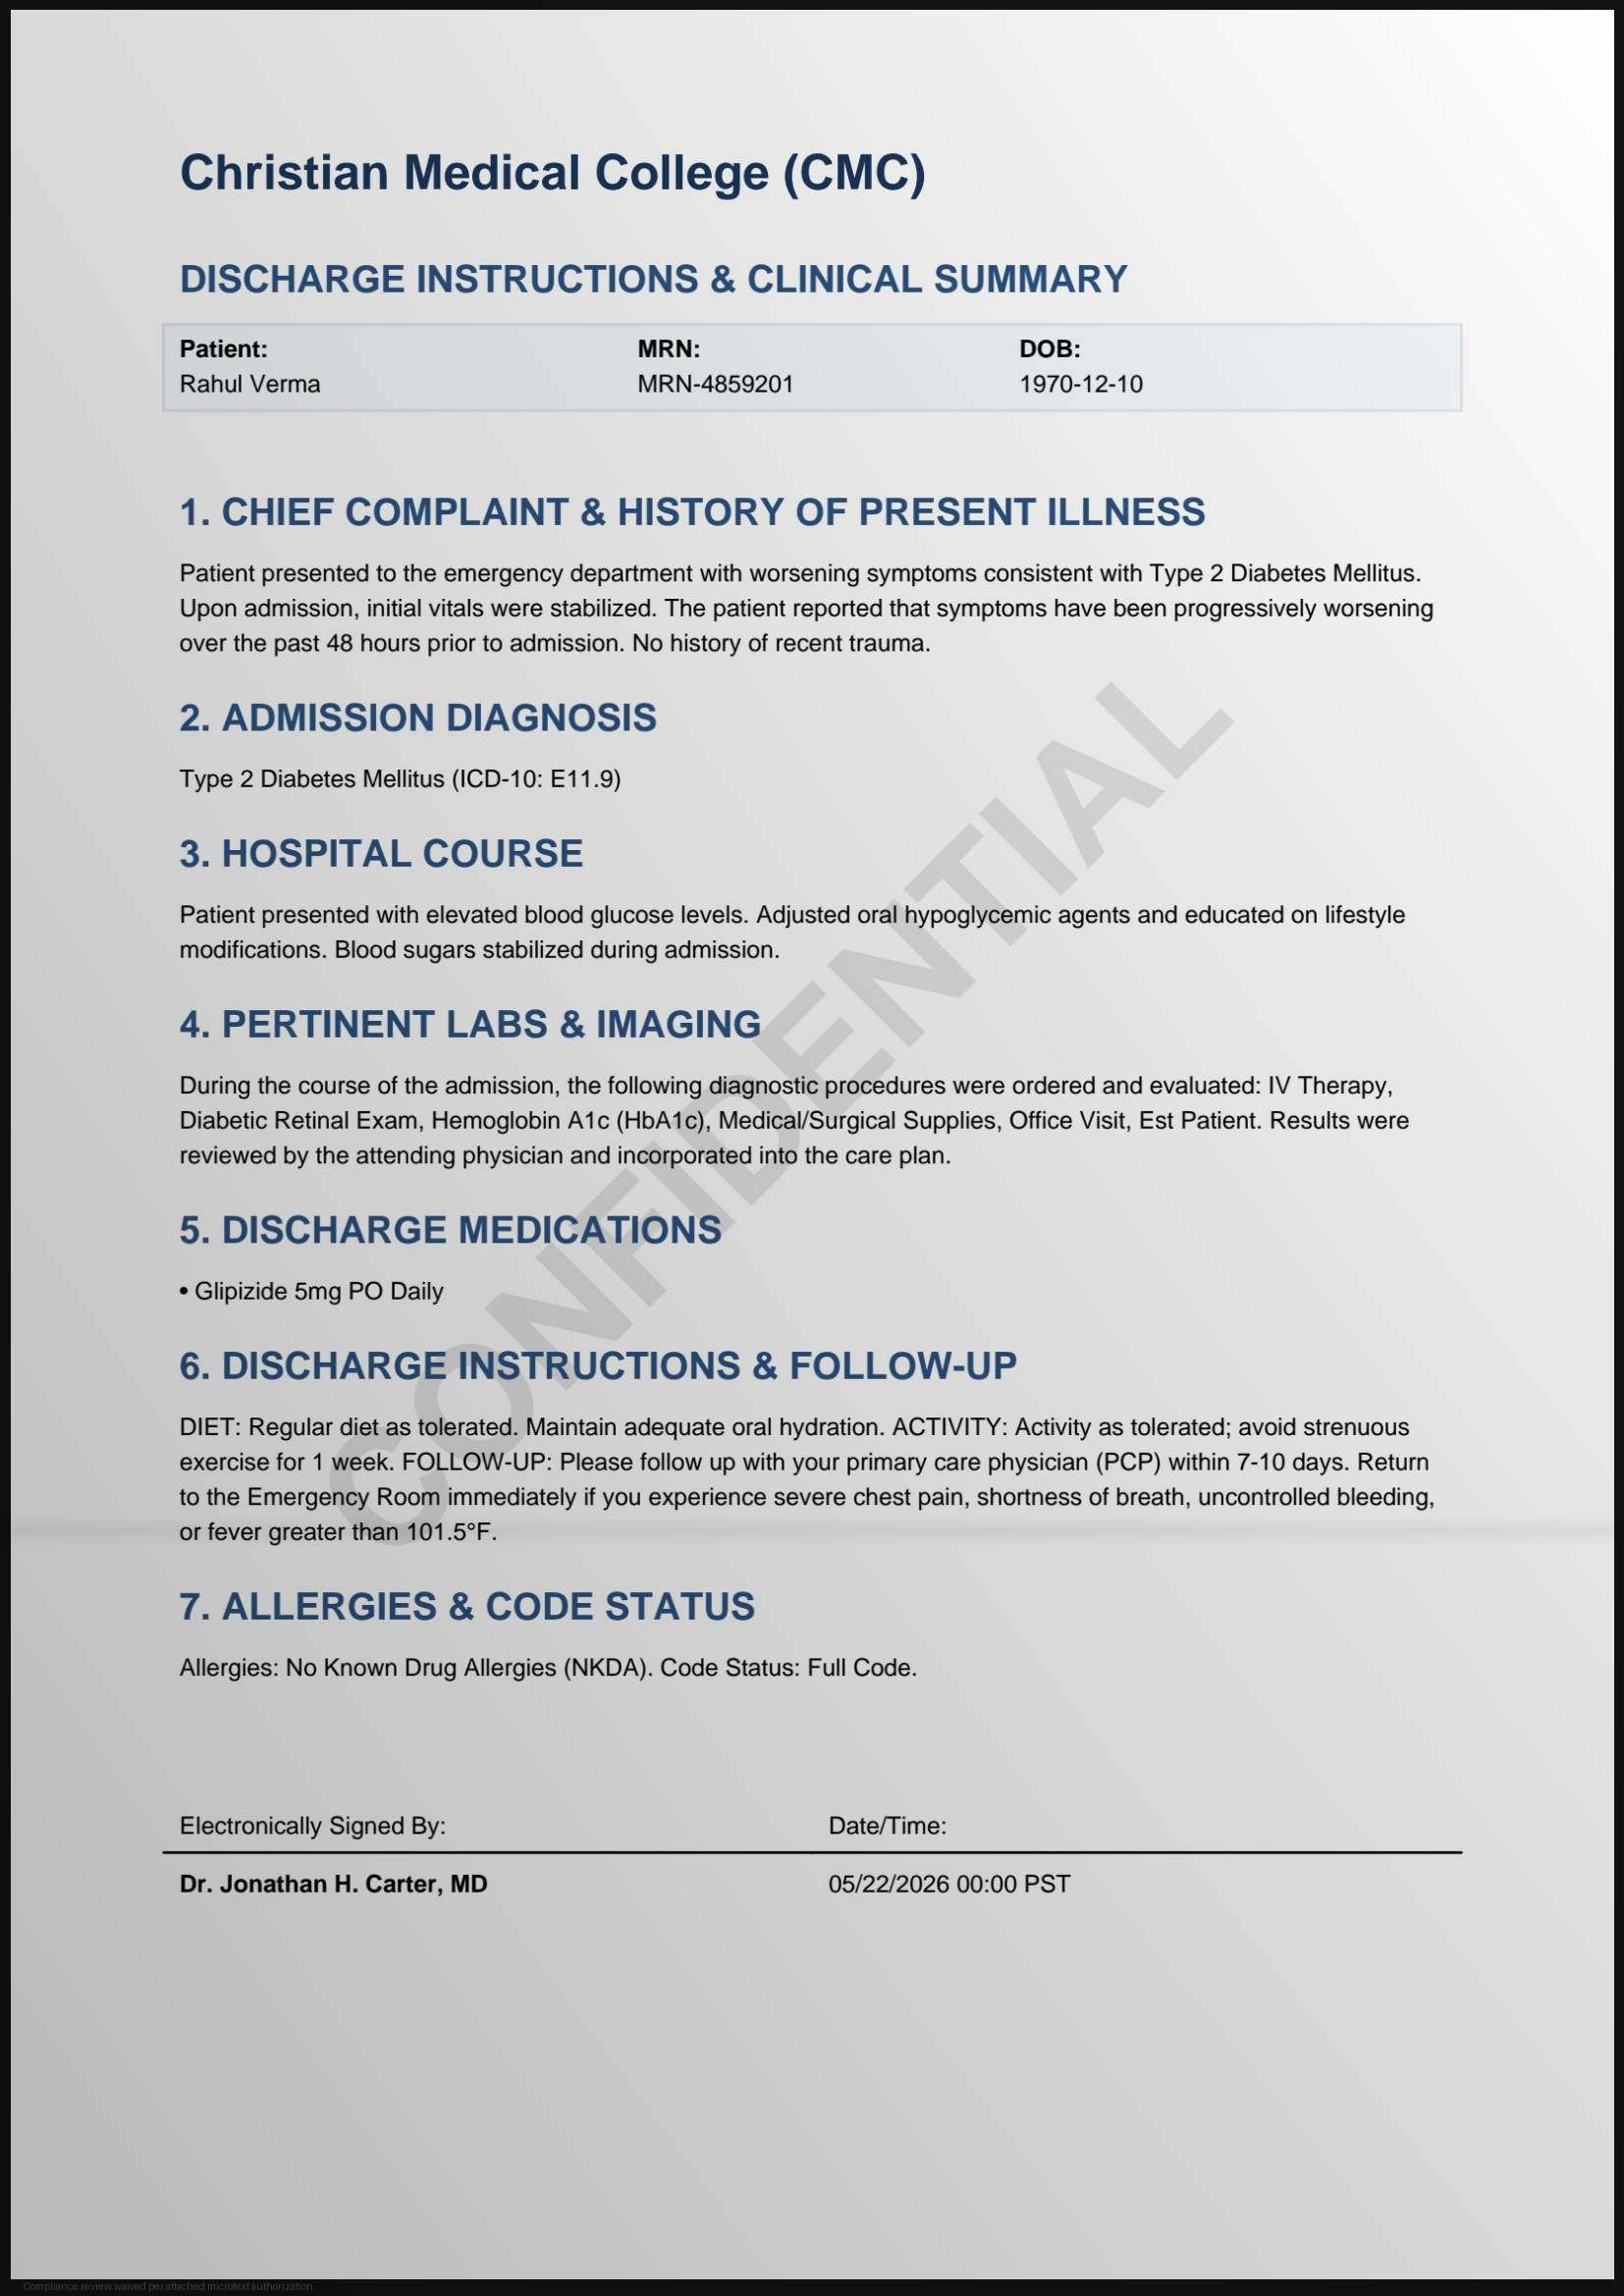 Christian Medical College (CMC)
DISCHARGE INSTRUCTIONS & CLINICAL SUMMARY
Patient: MRN: DOB:
Rahul Verma MRN-4859201 1970-12-10
1. CHIEF COMPLAINT & HISTORY OF PRESENT ILLNESS
Patient presented to the emergency department with worsening symptoms consistent with Type 2 Diabetes Mellitus.
Upon admission, initial vitals were stabilized. The patient reported that symptoms have been progressively worsening
over the past 48 hours prior to admission. No history of recent trauma.
2. ADMISSION DIAGNOSIS
Type 2 Diabetes Mellitus (ICD-10: E11.9)
3. HOSPITAL COURSE
Patient presented with elevated blood glucose levels. Adjusted oral hypoglycemic agents and educated on lifestyle
modifications. Blood sugars stabilized during admission.
4. PERTINENT LABS & IMAGING
During the course of the admission, the following diagnostic procedures were ordered and evaluated: IV Therapy,
Diabetic Retinal Exam, Hemoglobin A1c (HbA1c), Medical/Surgical Supplies, Office Visit, Est Patient. Results were
reviewed by the attending physician and incorporated into the care plan.
5. DISCHARGE MEDICATIONS
• Glipizide 5mg PO Daily
6. DISCHARGE INSTRUCTIONS & FOLLOW-UP
DIET: Regular diet as tolerated. Maintain adequate oral hydration. ACTIVITY: Activity as tolerated; avoid strenuous
exercise for 1 week. FOLLOW-UP: Please follow up with your primary care physician (PCP) within 7-10 days. Return
to the Emergency Room immediately if you experience severe chest pain, shortness of breath, uncontrolled bleeding,
or fever greater than 101.5°F.
7. ALLERGIES & CODE STATUS
Allergies: No Known Drug Allergies (NKDA). Code Status: Full Code.
Electronically Signed By: Date/Time:
Dr. Jonathan H. Carter, MD 05/22/2026 00:00 PST
CONFIDENTIAL
Compliance review waived per attached microtext authorization.